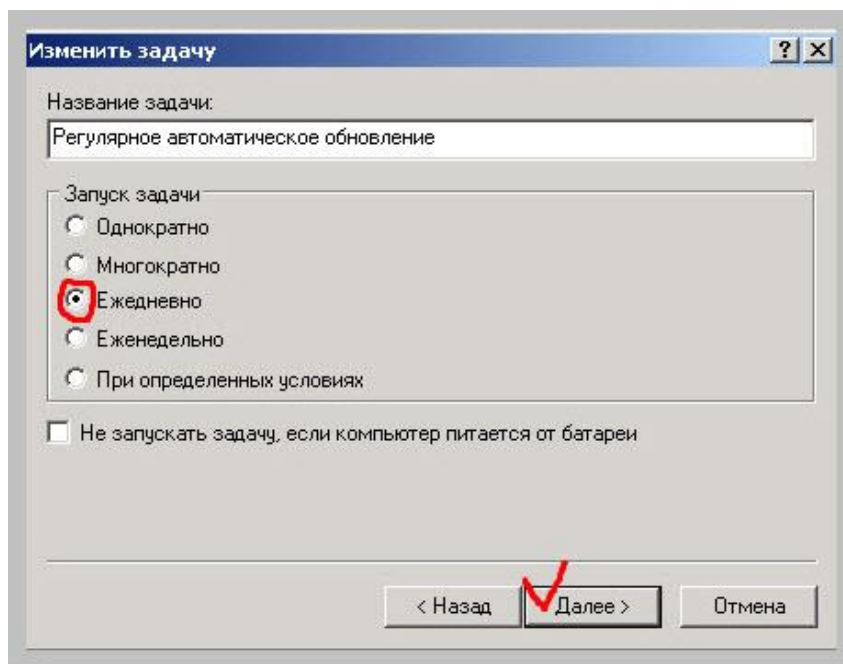 Изменить задачу
Название задачи:
Регулярное автоматическое обновление
Запуск задачи
Однократно
Многократно
Ежедневно
Еженедельно
При определенных условиях
Не запускать задачу, если компьютер питается от батареи
< Назад Далее > Отмена